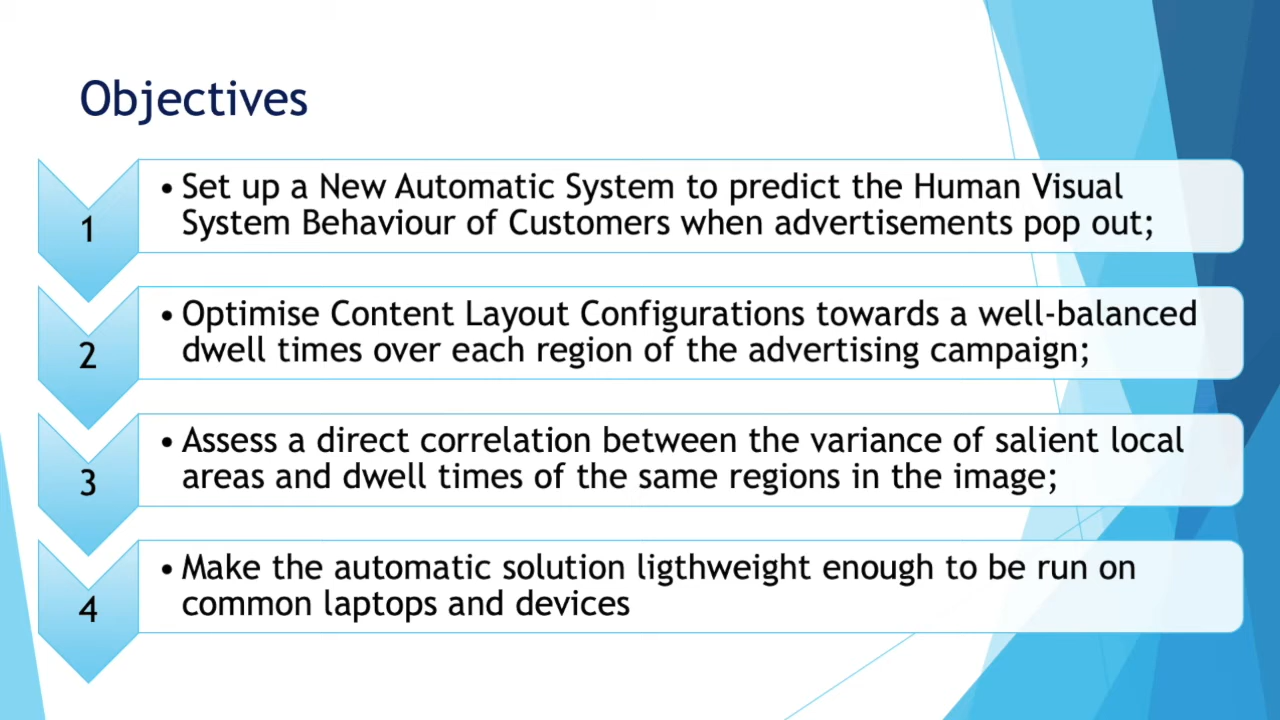 Objectives
1
• Set up a New Automatic System to predict the Human Visual
System Behaviour of Customers when advertisements pop out;
2
• Optimise Content Layout Configurations towards a well-balanced
dwell times over each region of the advertising campaign;
3
• Assess a direct correlation between the variance of salient local
areas and dwell times of the same regions in the image;
4
• Make the automatic solution ligthweight enough to be run on
common laptops and devices